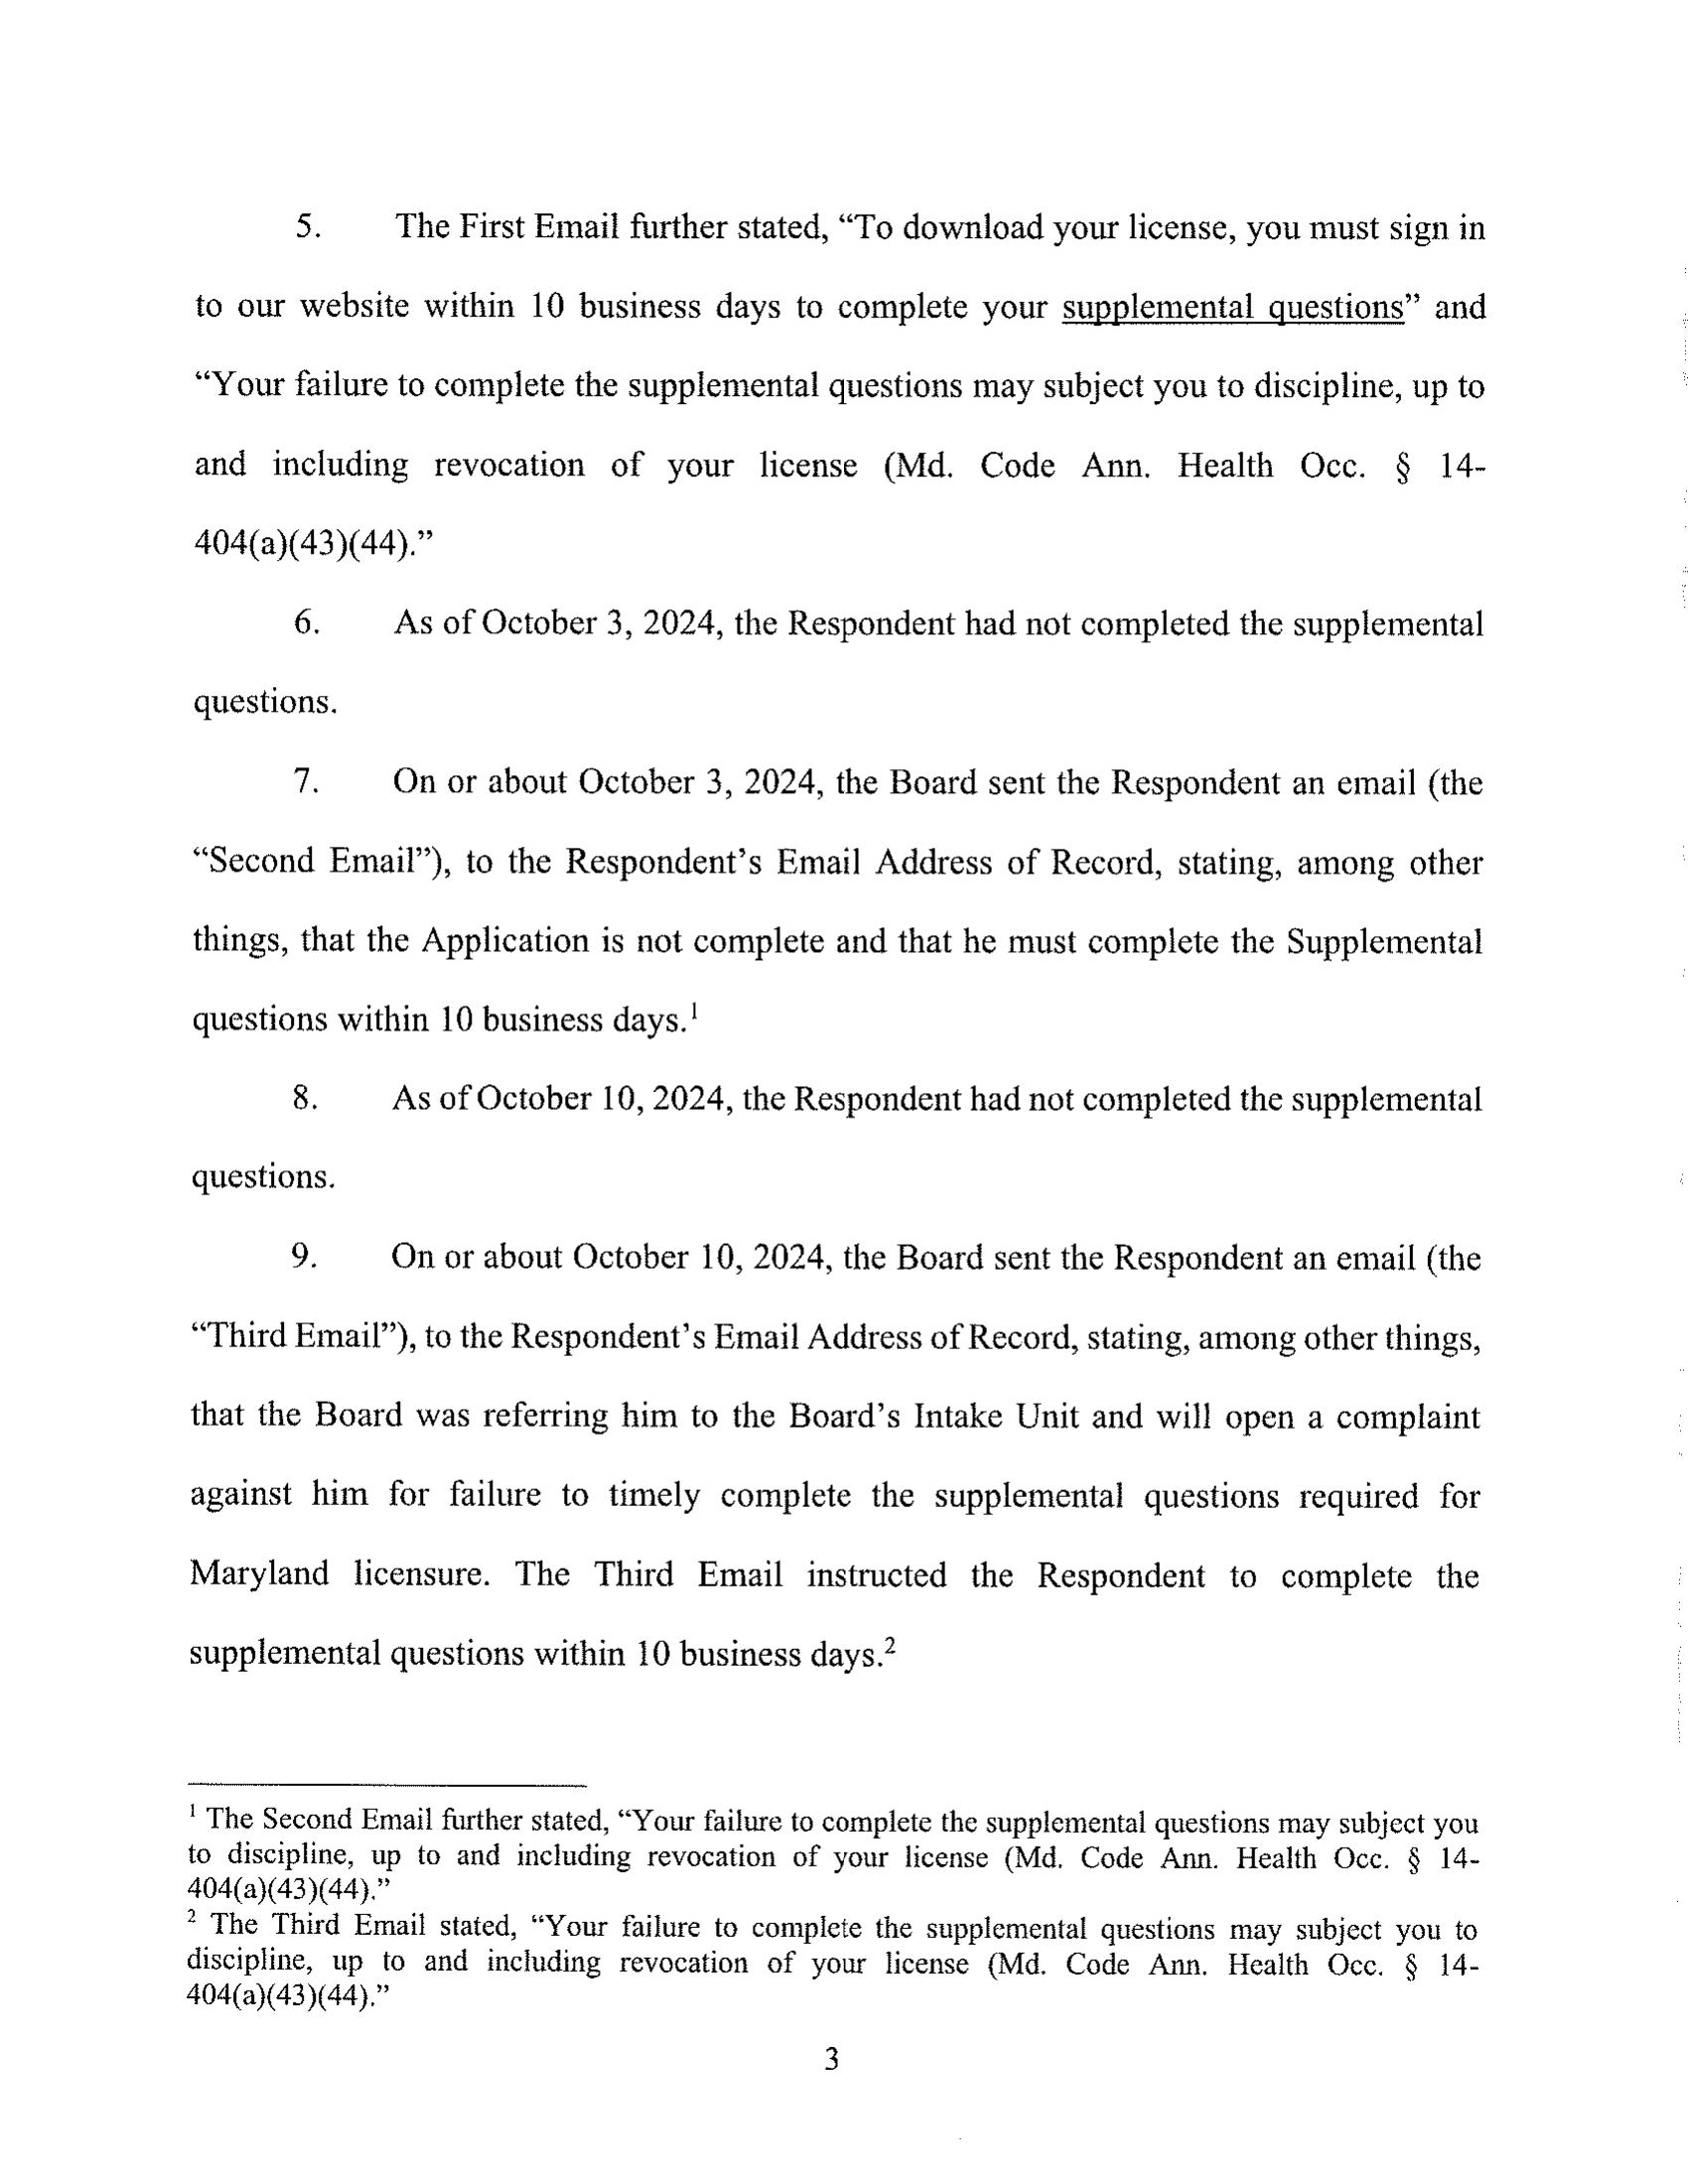 5. The First Email further stated, “To download your license, you must sign in
to our website within 10 business days to complete your supplemental questions” and
“Your failure to complete the supplemental questions may subject you to discipline, up to
and including revocation of your license (Md. Code Ann. Health Occ. § 14-
404(a)(43)(44).”
6. As of October 3, 2024, the Respondent had not completed the supplemental
questions.
7. On or about October 3, 2024, the Board sent the Respondent an email (the
“Second Email”), to the Respondent’s Email Address of Record, stating, among other
things, that the Application is not complete and that he must complete the Supplemental
questions within 10 business days.¹
8. As of October 10, 2024, the Respondent had not completed the supplemental
questions.
9. On or about October 10, 2024, the Board sent the Respondent an email (the
“Third Email”), to the Respondent’s Email Address of Record, stating, among other things,
that the Board was referring him to the Board’s Intake Unit and will open a complaint
against him for failure to timely complete the supplemental questions required for
Maryland licensure. The Third Email instructed the Respondent to complete the
supplemental questions within 10 business days.²
¹ The Second Email further stated, “Your failure to complete the supplemental questions may subject you
to discipline, up to and including revocation of your license (Md. Code Ann. Health Occ. § 14-
404(a)(43)(44).”
² The Third Email stated, “Your failure to complete the supplemental questions may subject you to
discipline, up to and including revocation of your license (Md. Code Ann. Health Occ. § 14-
404(a)(43)(44).”
3